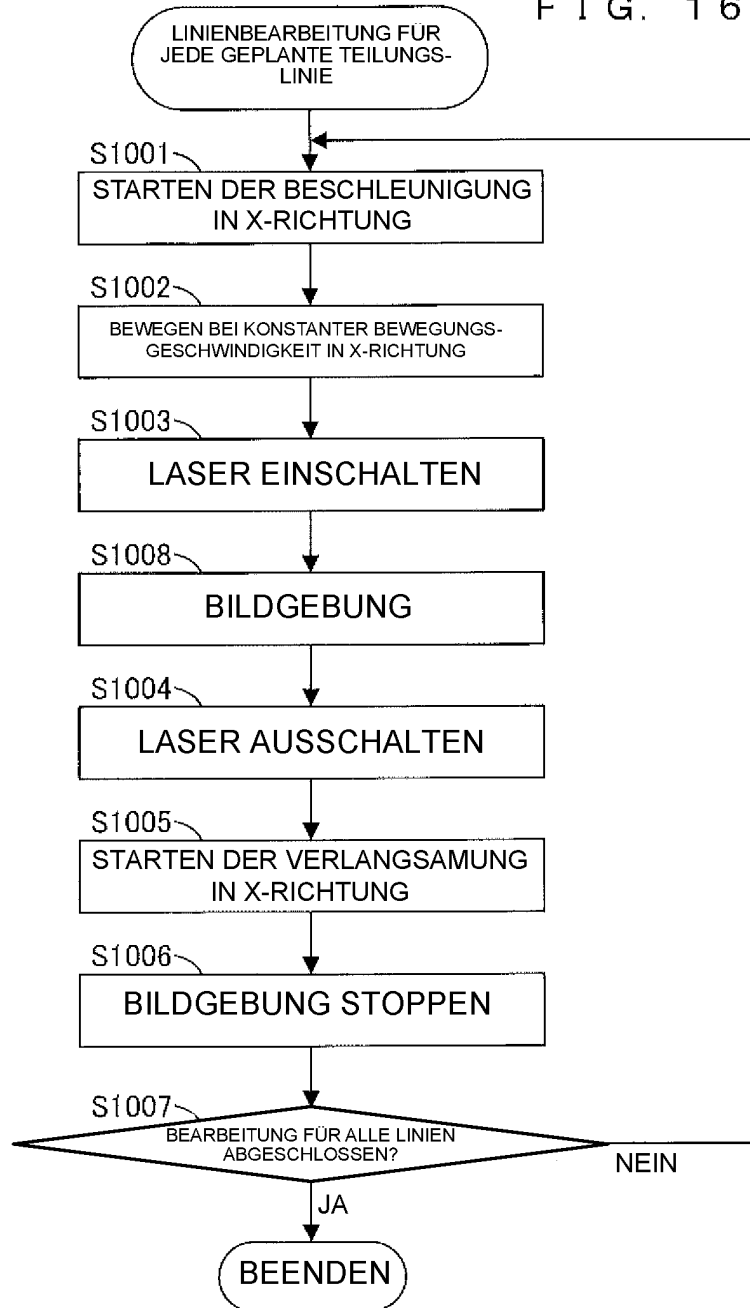 FIG. 16
LINIENBEARBEITUNG FÜR
JEDE GEPLANTE TEILUNGS-
LINIE
S1001
STARTEN DER BESCHLEUNIGUNG
IN X-RICHTUNG
S1002
BEWEGEN BEI KONSTANTER BEWEGUNGS-
GESCHWINDIGKEIT IN X-RICHTUNG
S1003
LASER EINSCHALTEN
S1008
BILDGEBUNG
S1004
LASER AUSSCHALTEN
S1005
STARTEN DER VERLANGSAMUNG
IN X-RICHTUNG
S1006
BILDGEBUNG STOPPEN
S1007
BEARBEITUNG FÜR ALLE LINIEN
ABGESCHLOSSEN?
NEIN
JA
BEENDEN